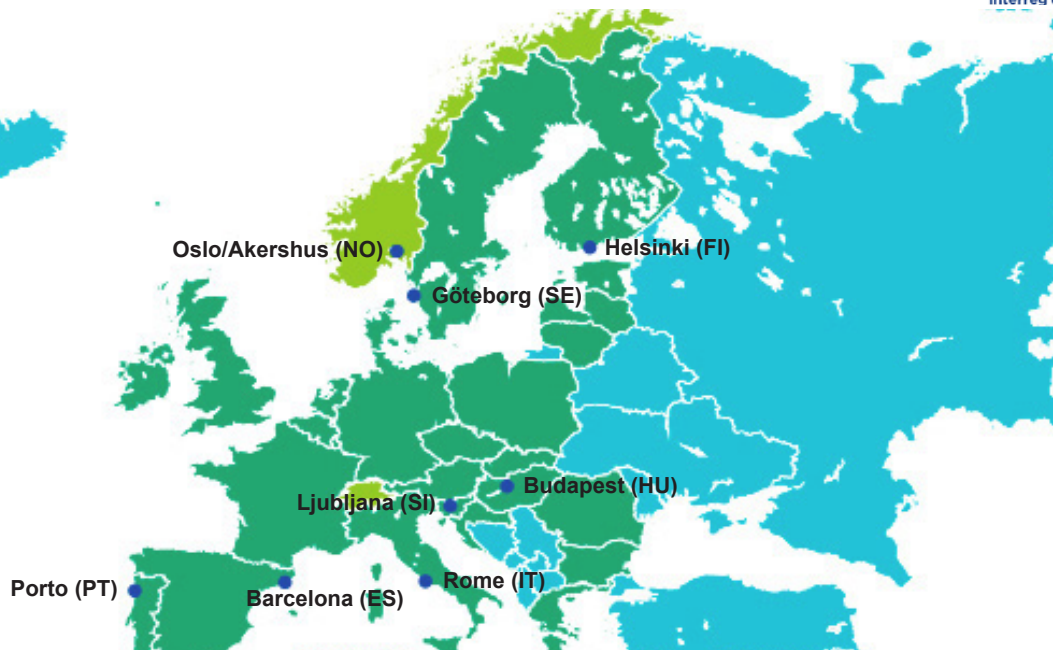 Oslo/Akershus (NO)
Helsinki (FI)
Göteborg (SE)
Budapest (HU)
Ljubljana (SI)
Rome (IT)
Porto (PT)
Barcelona (ES)